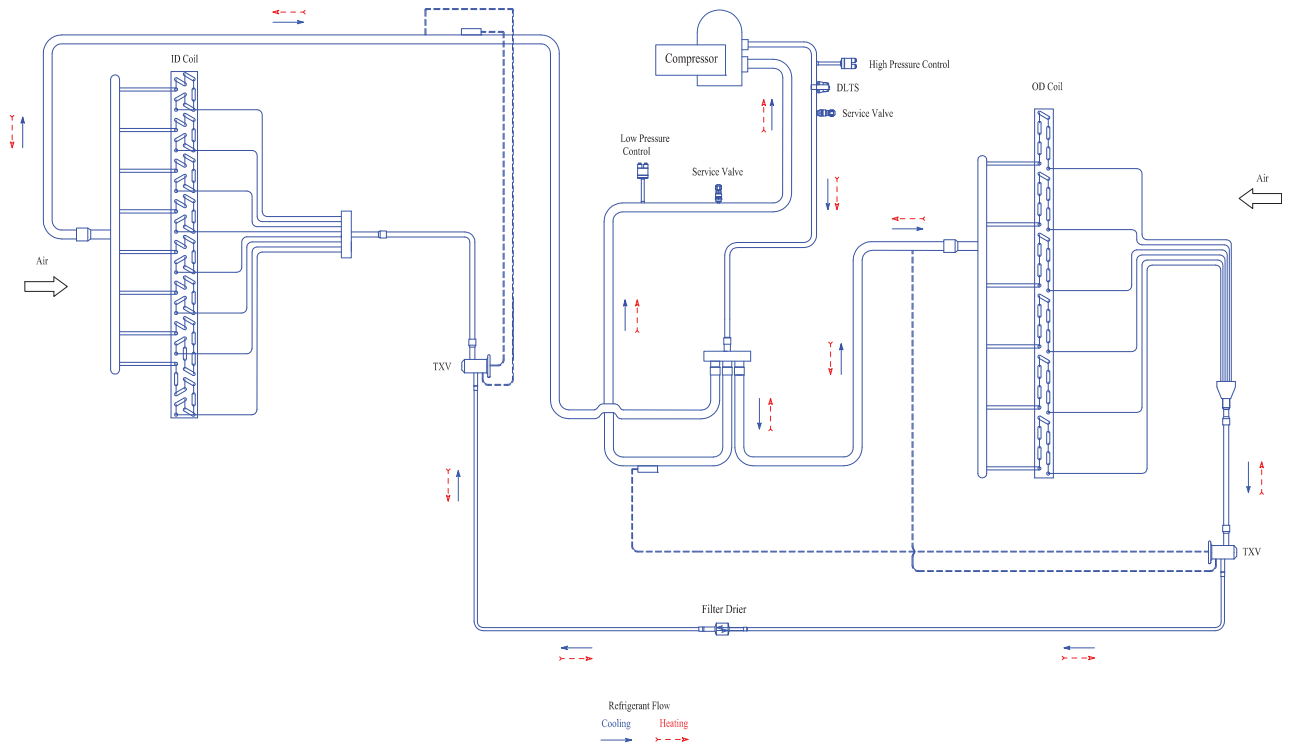 ID Coil
Compressor
High Pressure Control
DLTS
Service Valve
OD Coil
Low Pressure
Control
Service Valve
Air
Air
TXV
TXV
Filter Drier
Refrigerant Flow
Cooling
Heating